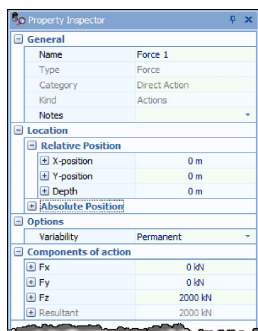 Property Inspector
General
Name Force 1
Type Force
Category Direct Action
Kind Actions
Notes
Location
Relative Position
X-position 0 m
Y-position 0 m
Depth 0 m
Absolute Position
Options
Variability Permanent
Components of action
Fx 0 kN
Fy 0 kN
Fz 2000 kN
Resultant 2000 kN